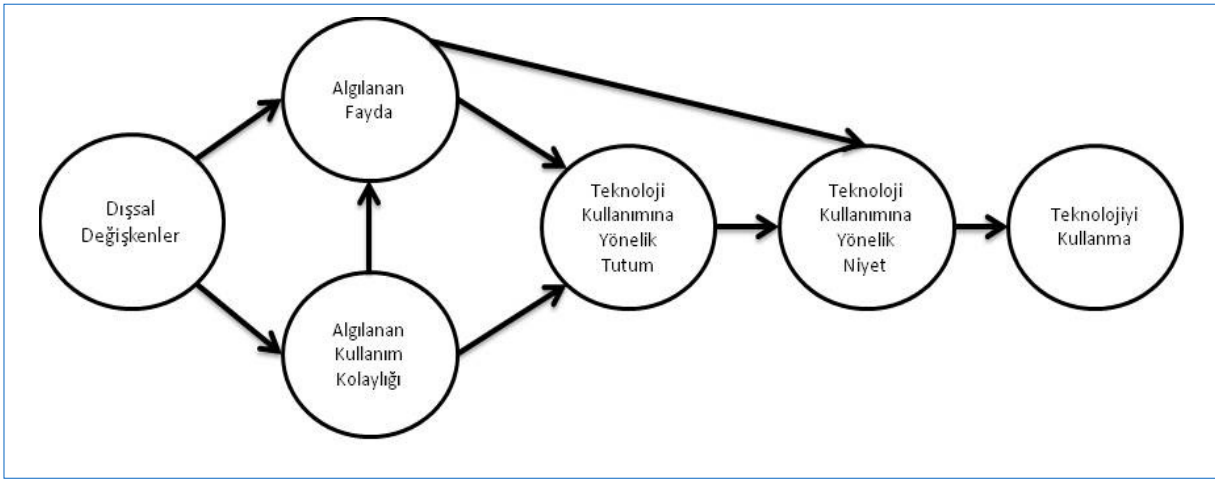 Algılanan
Fayda
Dışsal
Değişkenler
Algılanan
Kullanım
Kolaylığı
Teknoloji
Kullanımına
Yönelik
Tutum
Teknoloji
Kullanımına
Yönelik
Niyet
Teknolojiyi
Kullanma